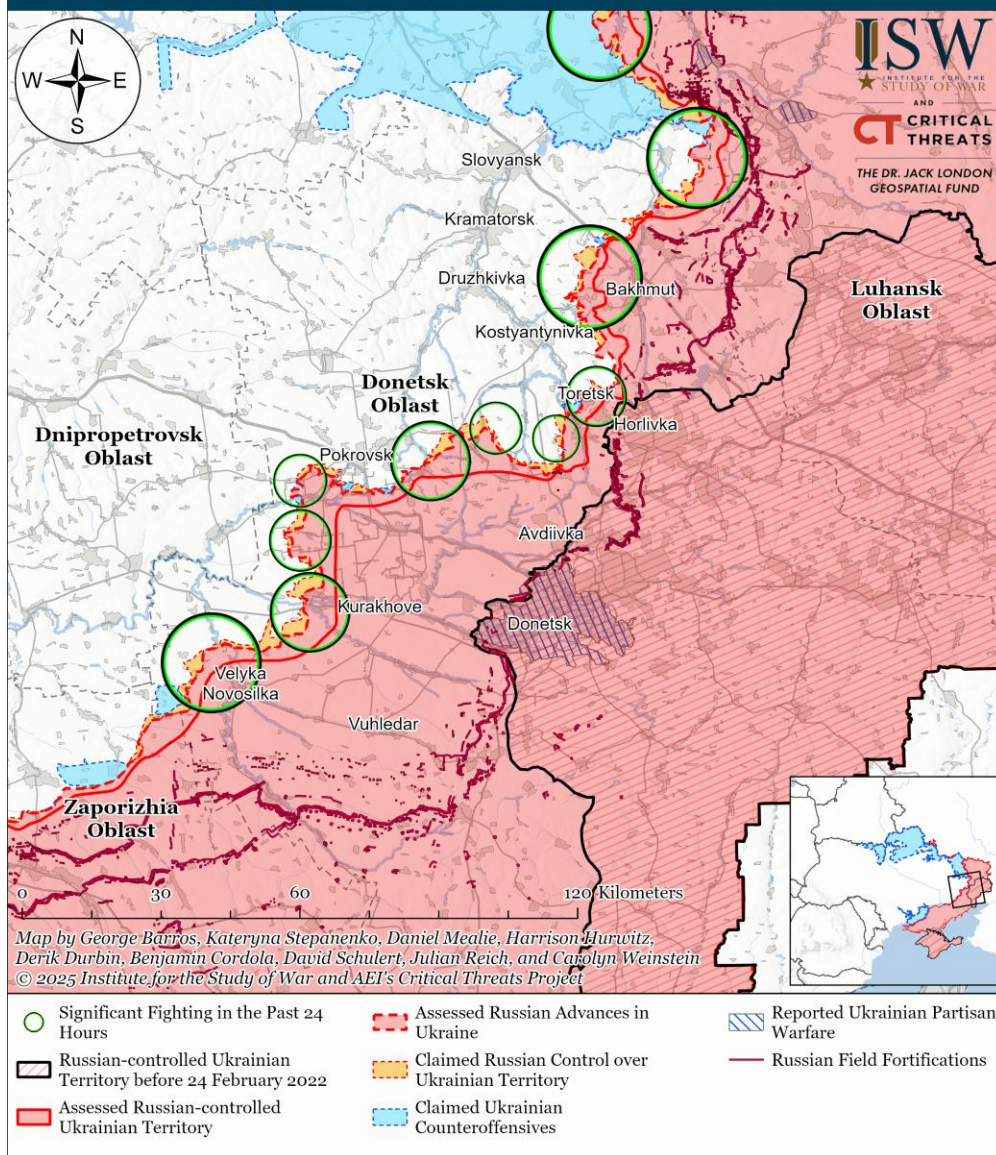 N
W E
S
ISW
INSTITUTE FOR THE
STUDY OF WAR
AND
CT CRITICAL
THREATS
THE DR. JACK LONDON
GEOSPATIAL FUND
Slovyansk
Kramatorsk
Druzhkivka
Bakhmut
Luhansk
Oblast
Kostyantynivka
Donetsk
Oblast
Toretsk
Horlivka
Dnipropetrovsk
Oblast
Pokrovsk
Avdiivka
Kurakhove
Donetsk
Velyka
Novosilka
Vuhledar
Zaporizhia
Oblast
0 30 60 120 Kilometers
Map by George Barros, Kateryna Stepanenko, Daniel Mealie, Harrison Hurwitz,
Derik Durbin, Benjamin Cordola, David Schulert, Julian Reich, and Carolyn Weinstein
© 2025 Institute for the Study of War and AEI's Critical Threats Project
Significant Fighting in the Past 24
Hours
Russian-controlled Ukrainian
Territory before 24 February 2022
Assessed Russian-controlled
Ukrainian Territory
Assessed Russian Advances in
Ukraine
Claimed Russian Control over
Ukrainian Territory
Claimed Ukrainian
Counteroffensives
Reported Ukrainian Partisan
Warfare
Russian Field Fortifications